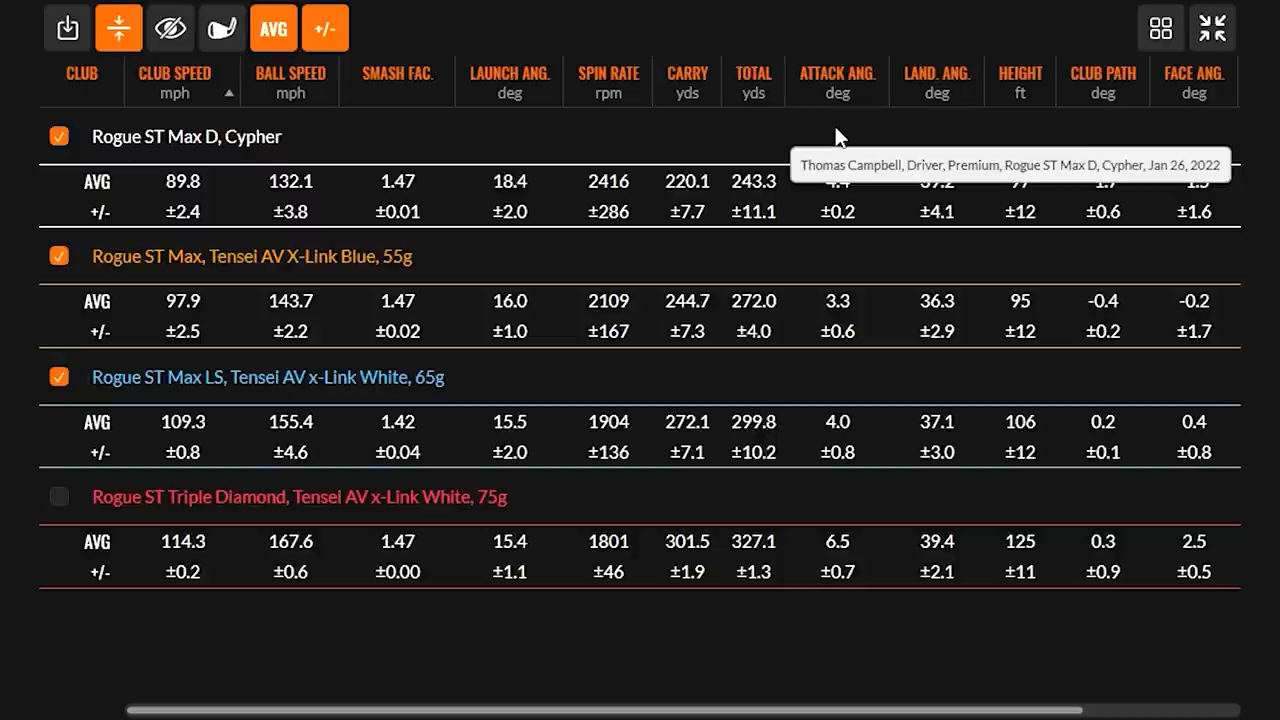 AVG +/-
CLUB CLUB SPEED BALL SPEED SMASH FAC. LAUNCH ANG. SPIN RATE CARRY TOTAL ATTACK ANG. LAND. ANG. HEIGHT CLUB PATH FACE ANG.
mph mph deg rpm yds yds deg deg ft deg deg
Rogue ST Max D, Cypher
Thomas Campbell, Driver, Premium, Rogue ST Max D, Cypher, Jan 26, 2022
AVG 89.8 132.1 1.47 18.4 2416 220.1 243.3
+/- ±2.4 ±3.8 ±0.01 ±2.0 ±286 ±7.7 ±11.1 ±0.2 ±4.1 ±12 ±0.6 ±1.6
Rogue ST Max, Tensei AV X-Link Blue, 55g
AVG 97.9 143.7 1.47 16.0 2109 244.7 272.0 3.3 36.3 95 -0.4 -0.2
+/- ±2.5 ±2.2 ±0.02 ±1.0 ±167 ±7.3 ±4.0 ±0.6 ±2.9 ±12 ±0.2 ±1.7
Rogue ST Max LS, Tensei AV x-Link White, 65g
AVG 109.3 155.4 1.42 15.5 1904 272.1 299.8 4.0 37.1 106 0.2 0.4
+/- ±0.8 ±4.6 ±0.04 ±2.0 ±136 ±7.1 ±10.2 ±0.8 ±3.0 ±12 ±0.1 ±0.8
Rogue ST Triple Diamond, Tensei AV x-Link White, 75g
AVG 114.3 167.6 1.47 15.4 1801 301.5 327.1 6.5 39.4 125 0.3 2.5
+/- ±0.2 ±0.6 ±0.00 ±1.1 ±46 ±1.9 ±1.3 ±0.7 ±2.1 ±11 ±0.9 ±0.5